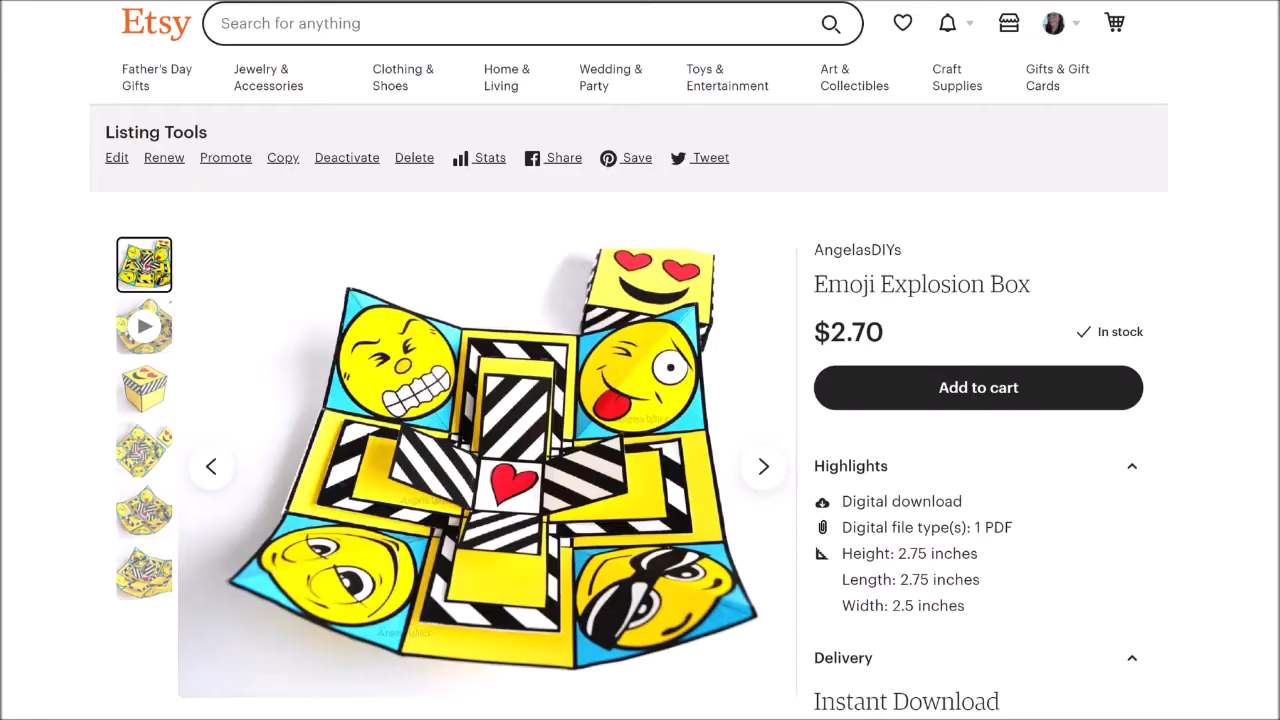 Etsy
Search for anything
Father's Day Gifts
Jewelry & Accessories
Clothing & Shoes
Home & Living
Wedding & Party
Toys & Entertainment
Art & Collectibles
Craft Supplies
Gifts & Gift Cards
Listing Tools
Edit Renew Promote Copy Deactivate Delete Stats Share Save Tweet
AngelasDIYs
Emoji Explosion Box
$2.70 In stock
Add to cart
Highlights
Digital download
Digital file type(s): 1 PDF
Height: 2.75 inches
Length: 2.75 inches
Width: 2.5 inches
Delivery
Instant Download